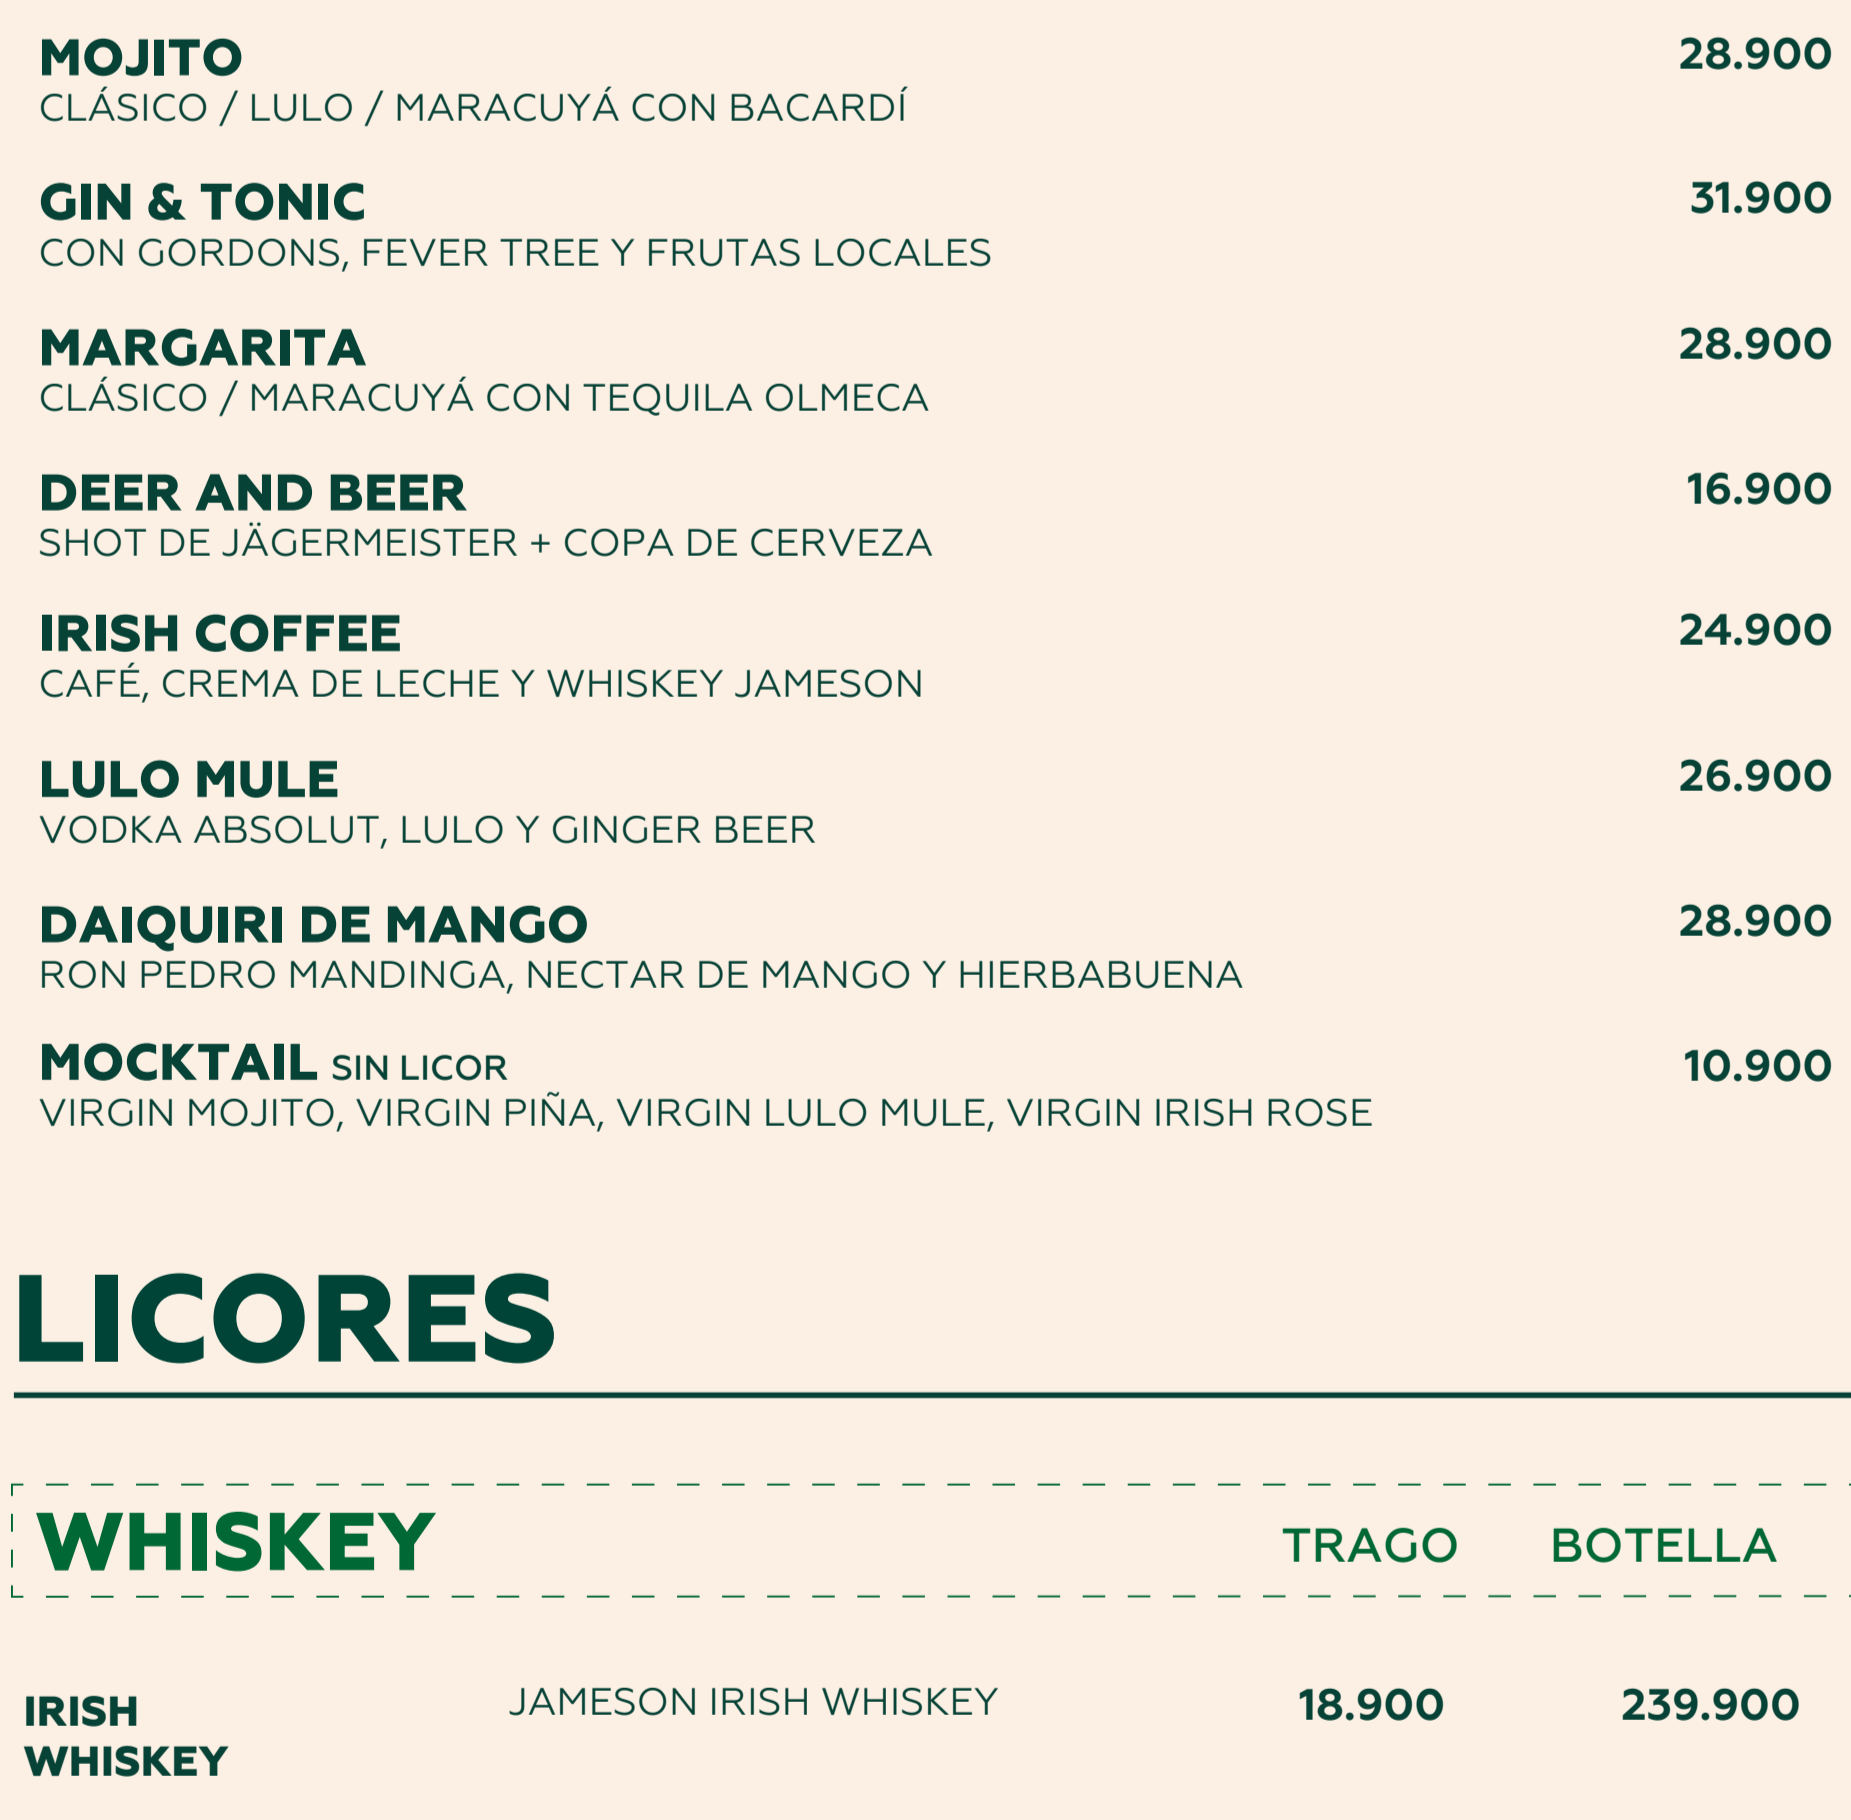 MOJITO 28.900
CLÁSICO / LULO / MARACUYÁ CON BACARDÍ
GIN & TONIC 31.900
CON GORDONS, FEVER TREE Y FRUTAS LOCALES
MARGARITA 28.900
CLÁSICO / MARACUYÁ CON TEQUILA OLMECA
DEER AND BEER 16.900
SHOT DE JÄGERMEISTER + COPA DE CERVEZA
IRISH COFFEE 24.900
CAFÉ, CREMA DE LECHE Y WHISKEY JAMESON
LULO MULE 26.900
VODKA ABSOLUT, LULO Y GINGER BEER
DAIQUIRI DE MANGO 28.900
RON PEDRO MANDINGA, NECTAR DE MANGO Y HIERBABUENA
MOCKTAIL SIN LICOR 10.900
VIRGIN MOJITO, VIRGIN PIÑA, VIRGIN LULO MULE, VIRGIN IRISH ROSE
LICORES
WHISKEY TRAGO BOTELLA
IRISH JAMESON IRISH WHISKEY 18.900 239.900
WHISKEY